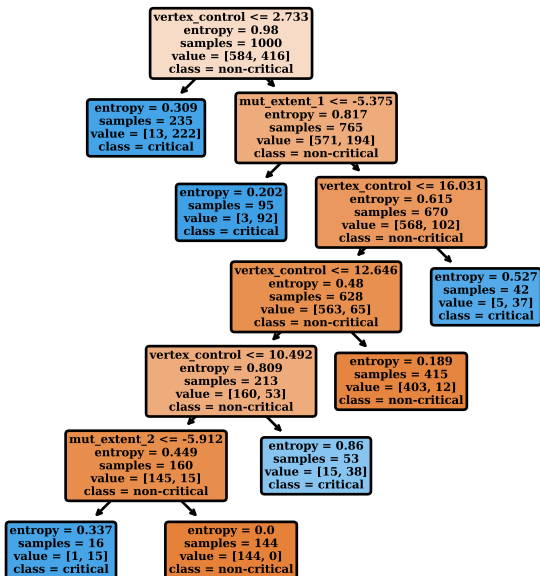 vertex_control <= 2.733
entropy = 0.98
samples = 1000
value = [584, 416]
class = non-critical
entropy = 0.309
samples = 235
value = [13, 222]
class = critical
mut_extent_1 <= -5.375
entropy = 0.817
samples = 765
value = [571, 194]
class = non-critical
entropy = 0.202
samples = 95
value = [3, 92]
class = critical
vertex_control <= 16.031
entropy = 0.615
samples = 670
value = [568, 102]
class = non-critical
vertex_control <= 12.646
entropy = 0.48
samples = 628
value = [563, 65]
class = non-critical
entropy = 0.527
samples = 42
value = [5, 37]
class = critical
vertex_control <= 10.492
entropy = 0.809
samples = 213
value = [160, 53]
class = non-critical
entropy = 0.189
samples = 415
value = [403, 12]
class = non-critical
mut_extent_2 <= -5.912
entropy = 0.449
samples = 160
value = [145, 15]
class = non-critical
entropy = 0.86
samples = 53
value = [15, 38]
class = critical
entropy = 0.337
samples = 16
value = [1, 15]
class = critical
entropy = 0.0
samples = 144
value = [144, 0]
class = non-critical